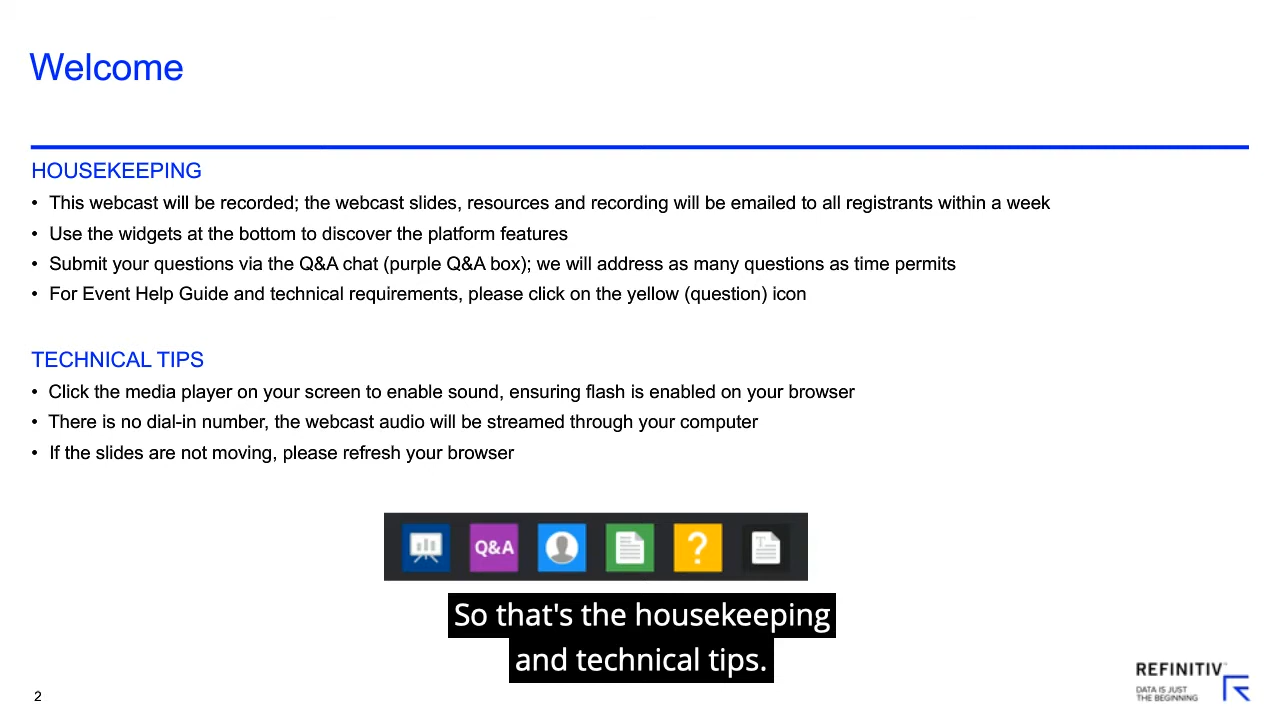 Welcome
HOUSEKEEPING
• This webcast will be recorded; the webcast slides, resources and recording will be emailed to all registrants within a week
• Use the widgets at the bottom to discover the platform features
• Submit your questions via the Q&A chat (purple Q&A box); we will address as many questions as time permits
• For Event Help Guide and technical requirements, please click on the yellow (question) icon
TECHNICAL TIPS
• Click the media player on your screen to enable sound, ensuring flash is enabled on your browser
• There is no dial-in number, the webcast audio will be streamed through your computer
• If the slides are not moving, please refresh your browser
Q&A ? T
So that's the housekeeping
and technical tips.
REFINITIV™
DATA IS JUST
THE BEGINNING
2